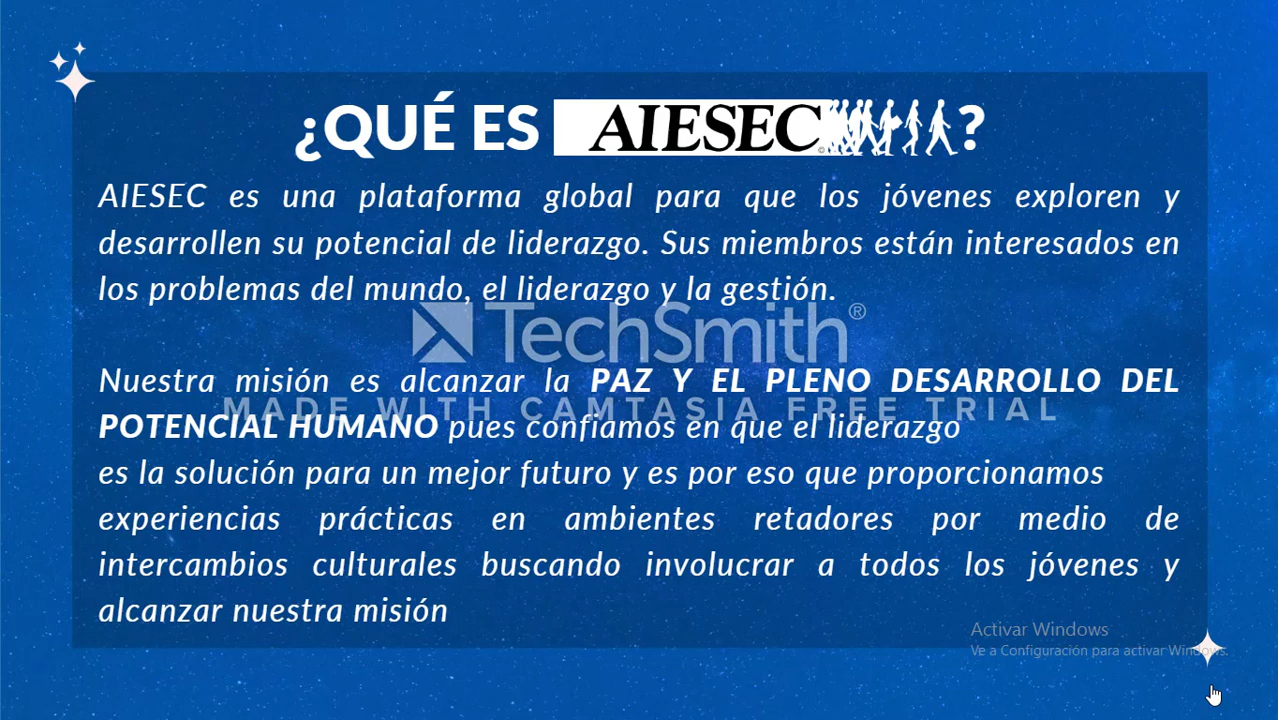 ¿QUÉ ES AIESEC ?
AIESEC es una plataforma global para que los jóvenes exploren y
desarrollen su potencial de liderazgo. Sus miembros están interesados en
los problemas del mundo, el liderazgo y la gestión.
TechSmith®
Nuestra misión es alcanzar la PAZ Y EL PLENO DESARROLLO DEL
MADE WITH CAMTASIA FREE TRIAL
POTENCIAL HUMANO pues confiamos en que el liderazgo
es la solución para un mejor futuro y es por eso que proporcionamos
experiencias prácticas en ambientes retadores por medio de
intercambios culturales buscando involucrar a todos los jóvenes y
alcanzar nuestra misión
Activar Windows
Ve a Configuración para activar Windows.